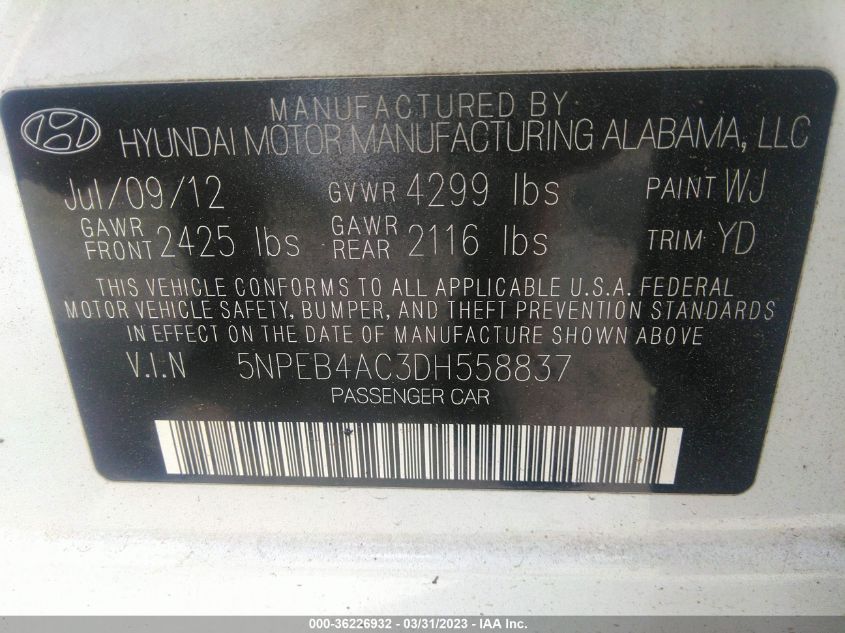 MANUFACTURED BY:
HYUNDAI MOTOR MANUFACTURING ALABAMA, LLC
Jul/09/12 GVWR 4299 lbs PAINT WJ
GAWR FRONT 2425 lbs GAWR REAR 2116 lbs TRIM YD
THIS VEHICLE CONFORMS TO ALL APPLICABLE U.S.A. FEDERAL
MOTOR VEHICLE SAFETY, BUMPER, AND THEFT PREVENTION STANDARDS
IN EFFECT ON THE DATE OF MANUFACTURE SHOWN ABOVE
V.I.N 5NPEB4AC3DH558837
PASSENGER CAR
000-36226932 - 03/31/2023 - IAA Inc.